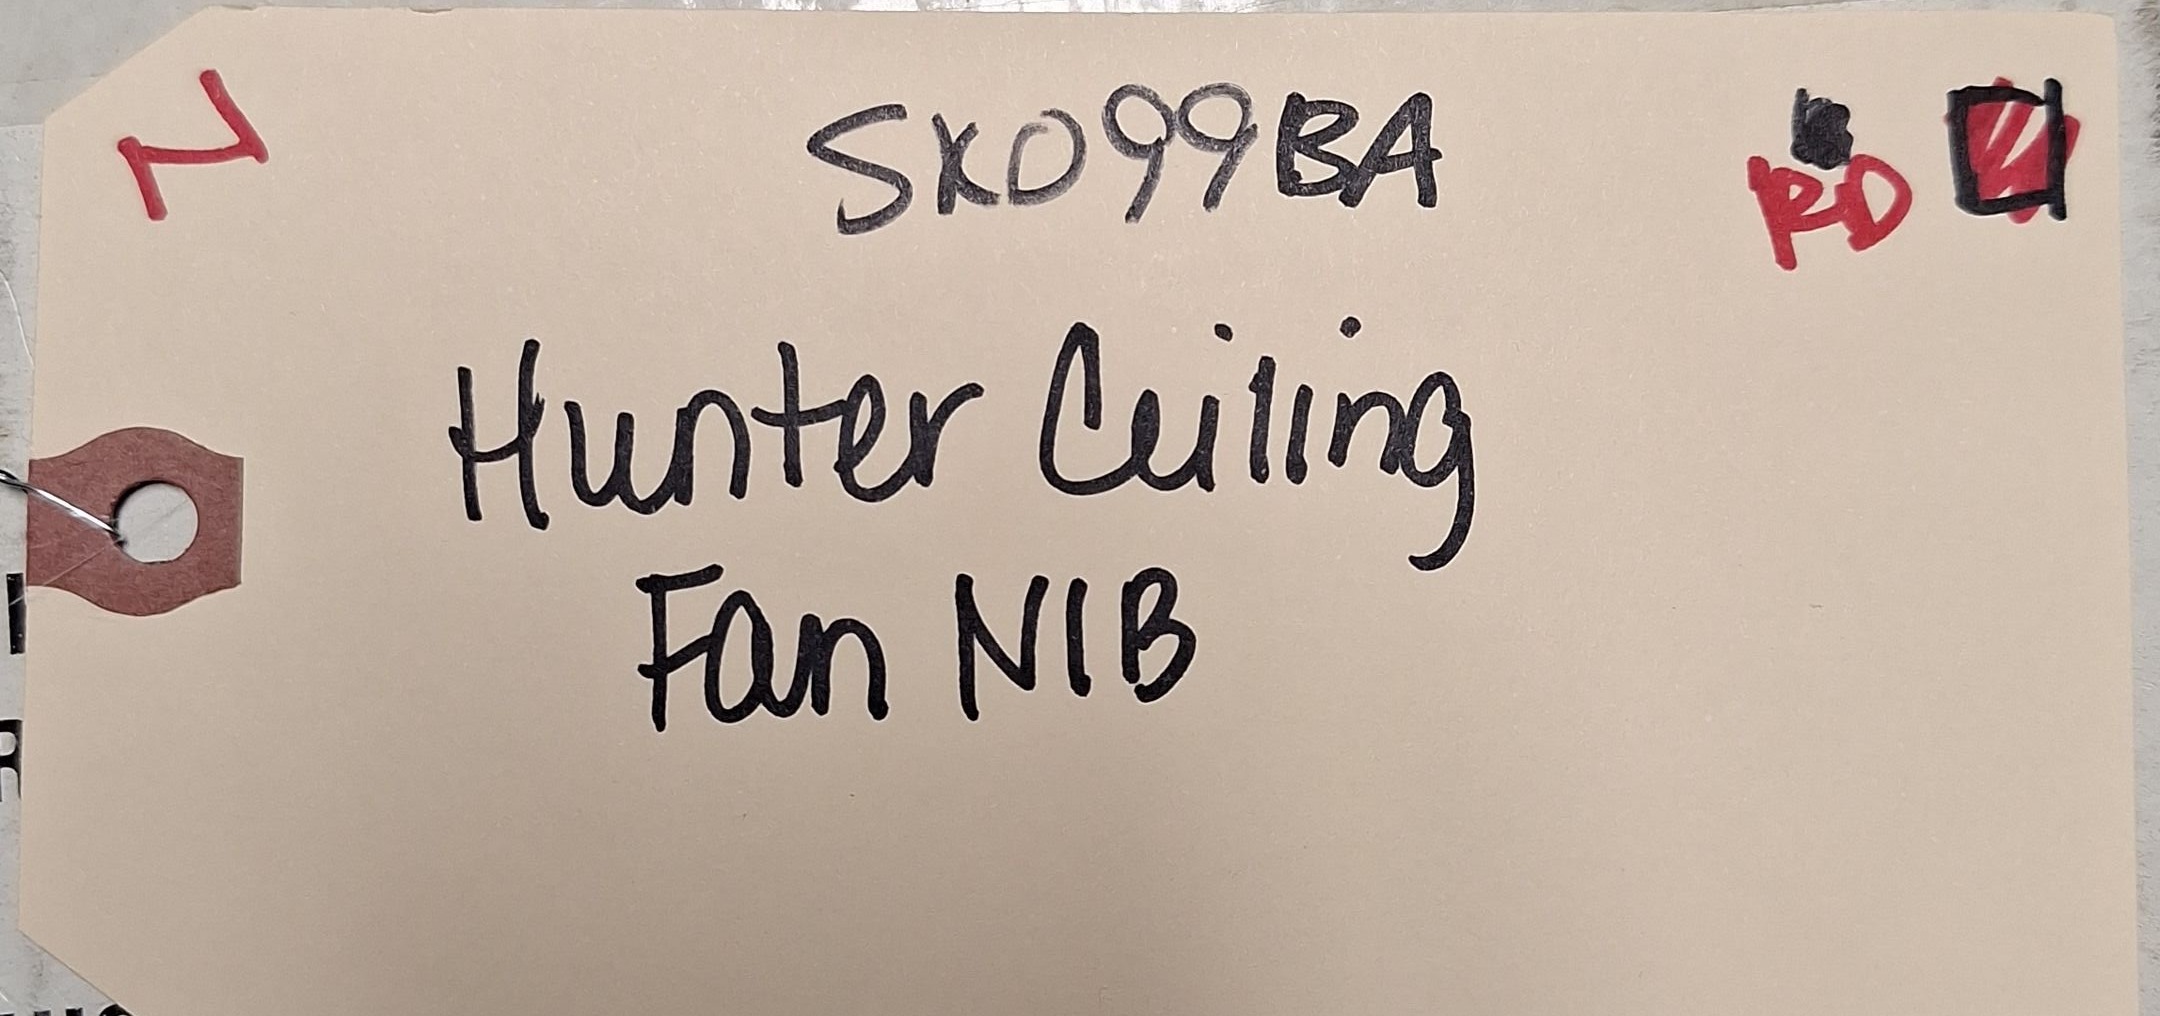 N
SK099BA
RD
Hunter Ceiling
Fan NIB